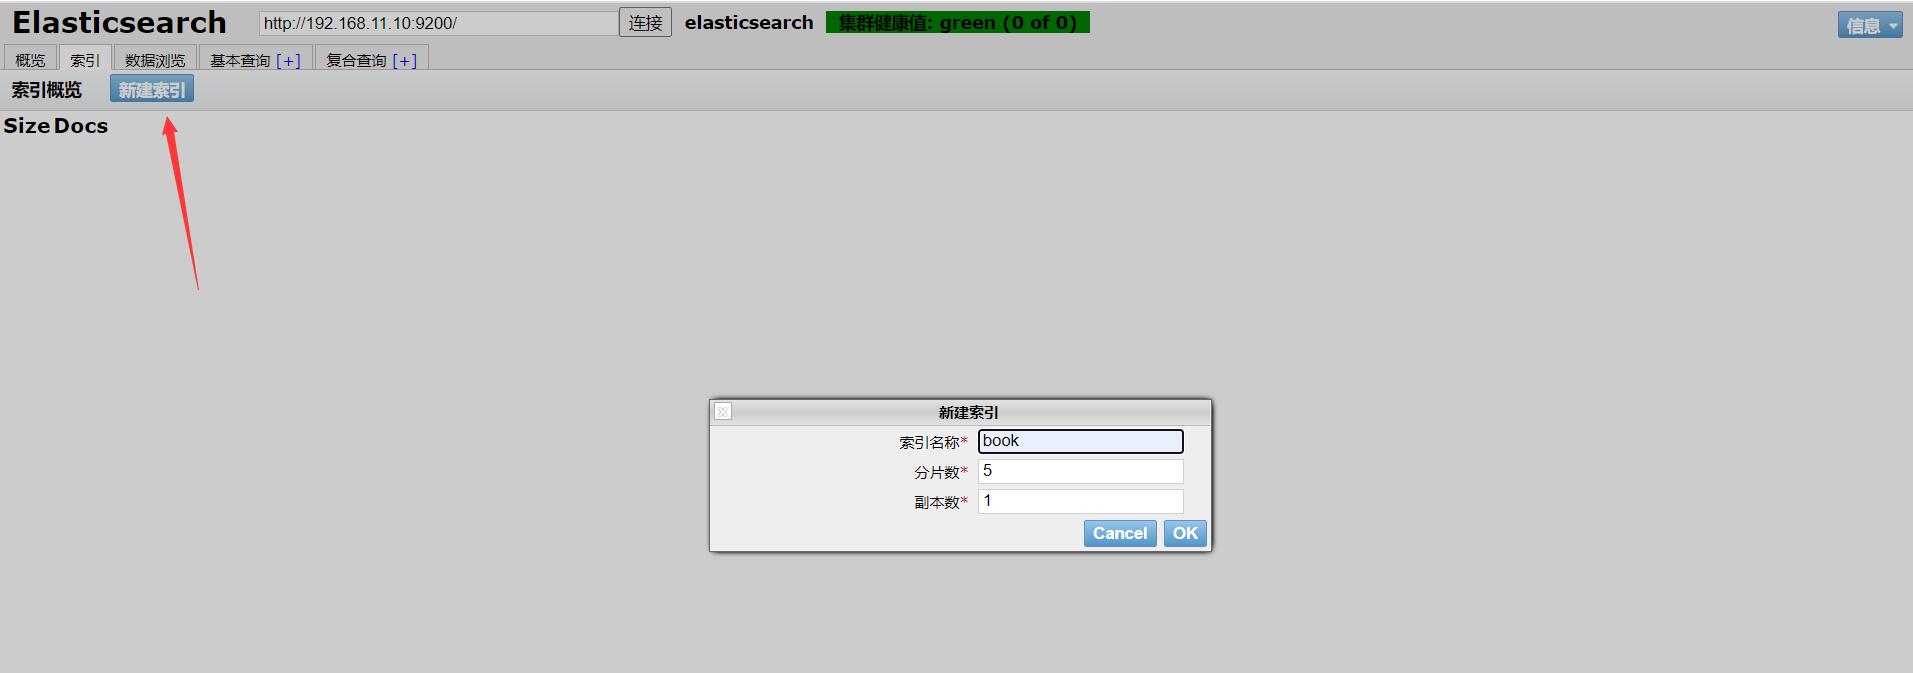 Elasticsearch http://192.168.11.10:9200/ 连接 elasticsearch 集群健康值: green (0 of 0) 信息
概览 索引 数据浏览 基本查询 [+] 复合查询 [+]
索引概览 新建索引
Size Docs
新建索引
索引名称* book
分片数* 5
副本数* 1
Cancel OK